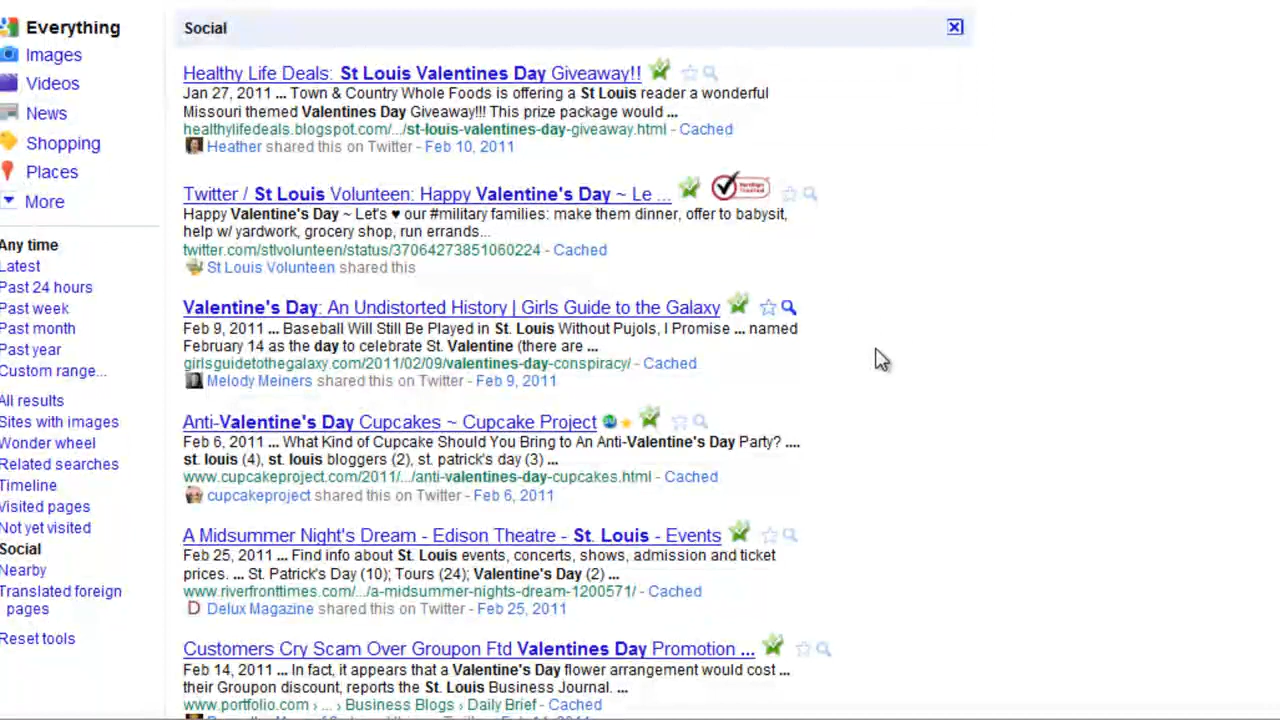 Everything
Images
Videos
News
Shopping
Places
More
Any time
Latest
Past 24 hours
Past week
Past month
Past year
Custom range...
All results
Sites with images
Wonder wheel
Related searches
Timeline
Visited pages
Not yet visited
Social
Nearby
Translated foreign
pages
Reset tools
Social
Healthy Life Deals: St Louis Valentines Day Giveaway!!
Jan 27, 2011 ... Town & Country Whole Foods is offering a St Louis reader a wonderful
Missouri themed Valentines Day Giveaway!!! This prize package would ...
healthylifedeals.blogspot.com/.../st-louis-valentines-day-giveaway.html - Cached
Heather shared this on Twitter - Feb 10, 2011
Twitter / St Louis Volunteen: Happy Valentine's Day ~ Le ...
Happy Valentine's Day ~ Let's ♥ our #military families: make them dinner, offer to babysit,
help w/ yardwork, grocery shop, run errands...
twitter.com/stlvolunteen/status/37064273851060224 - Cached
St Louis Volunteen shared this
Valentine's Day: An Undistorted History | Girls Guide to the Galaxy
Feb 9, 2011 ... Baseball Will Still Be Played in St. Louis Without Pujols, I Promise ... named
February 14 as the day to celebrate St. Valentine (there are ...
girlsguidetothegalaxy.com/2011/02/09/valentines-day-conspiracy/ - Cached
Melody Meiners shared this on Twitter - Feb 9, 2011
Anti-Valentine's Day Cupcakes ~ Cupcake Project
Feb 6, 2011 ... What Kind of Cupcake Should You Bring to An Anti-Valentine's Day Party? ....
st. louis (4), st. louis bloggers (2), st. patrick's day (3) ...
www.cupcakeproject.com/2011/.../anti-valentines-day-cupcakes.html - Cached
cupcakeproject shared this on Twitter - Feb 6, 2011
A Midsummer Night's Dream - Edison Theatre - St. Louis - Events
Feb 25, 2011 ... Find info about St. Louis events, concerts, shows, admission and ticket
prices. ... St. Patrick's Day (10); Tours (24); Valentine's Day (2) ...
www.riverfronttimes.com/.../a-midsummer-nights-dream-1200571/ - Cached
D Delux Magazine shared this on Twitter - Feb 25, 2011
Customers Cry Scam Over Groupon Ftd Valentines Day Promotion ...
Feb 14, 2011 ... In fact, it appears that a Valentine's Day flower arrangement would cost ...
their Groupon discount, reports the St. Louis Business Journal. ...
www.portfolio.com › ... › Business Blogs › Daily Brief - Cached